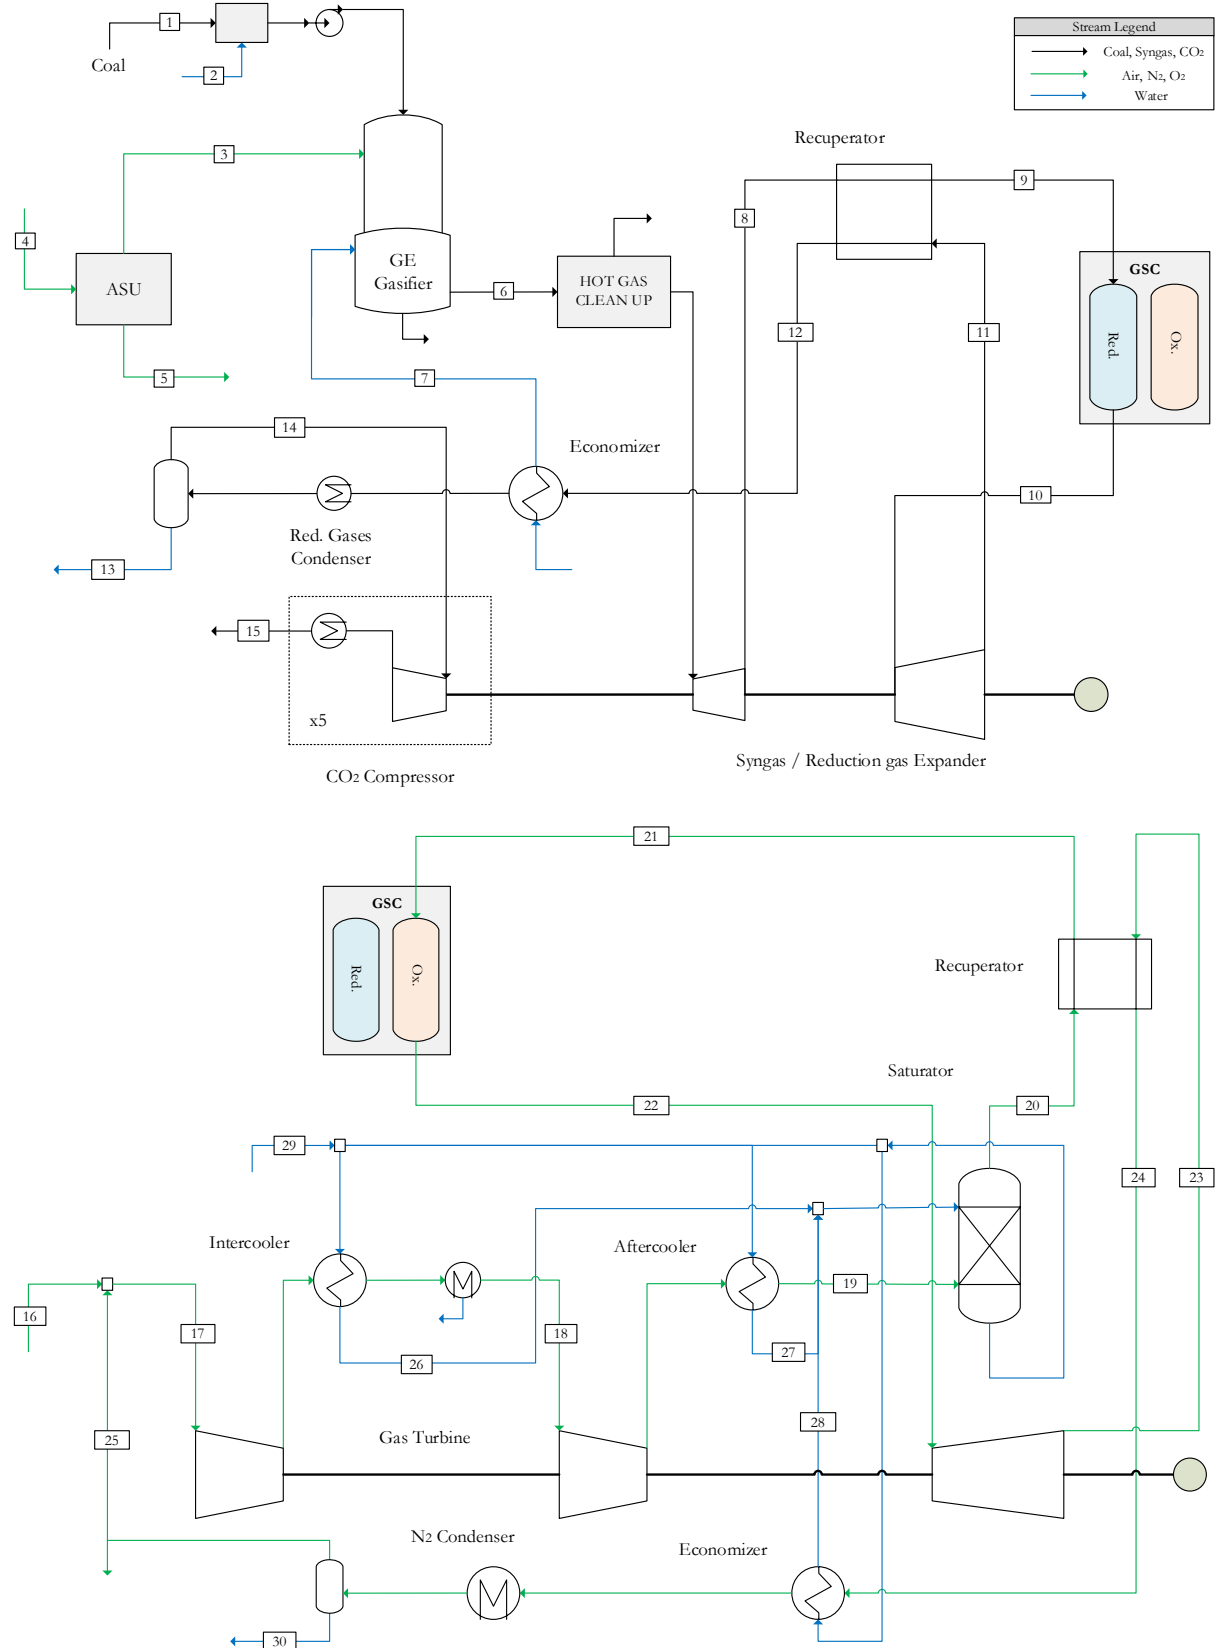 1
Stream Legend
Coal
Coal, Syngas, CO2
2
Air, N2, O2
Water
Recuperator
3
9
8
4
GE
Gasifier
GSC
HOT GAS
CLEAN UP
ASU
6
12
11
Red.
Ox.
5
7
14
Economizer
10
Red. Gases
Condenser
13
15
x5
Syngas / Reduction gas Expander
CO2 Compressor
21
GSC
Red.
Ox.
Recuperator
Saturator
22
20
29
24
23
Intercooler
Aftercooler
19
16
17
18
27
26
28
25
Gas Turbine
N2 Condenser
Economizer
30